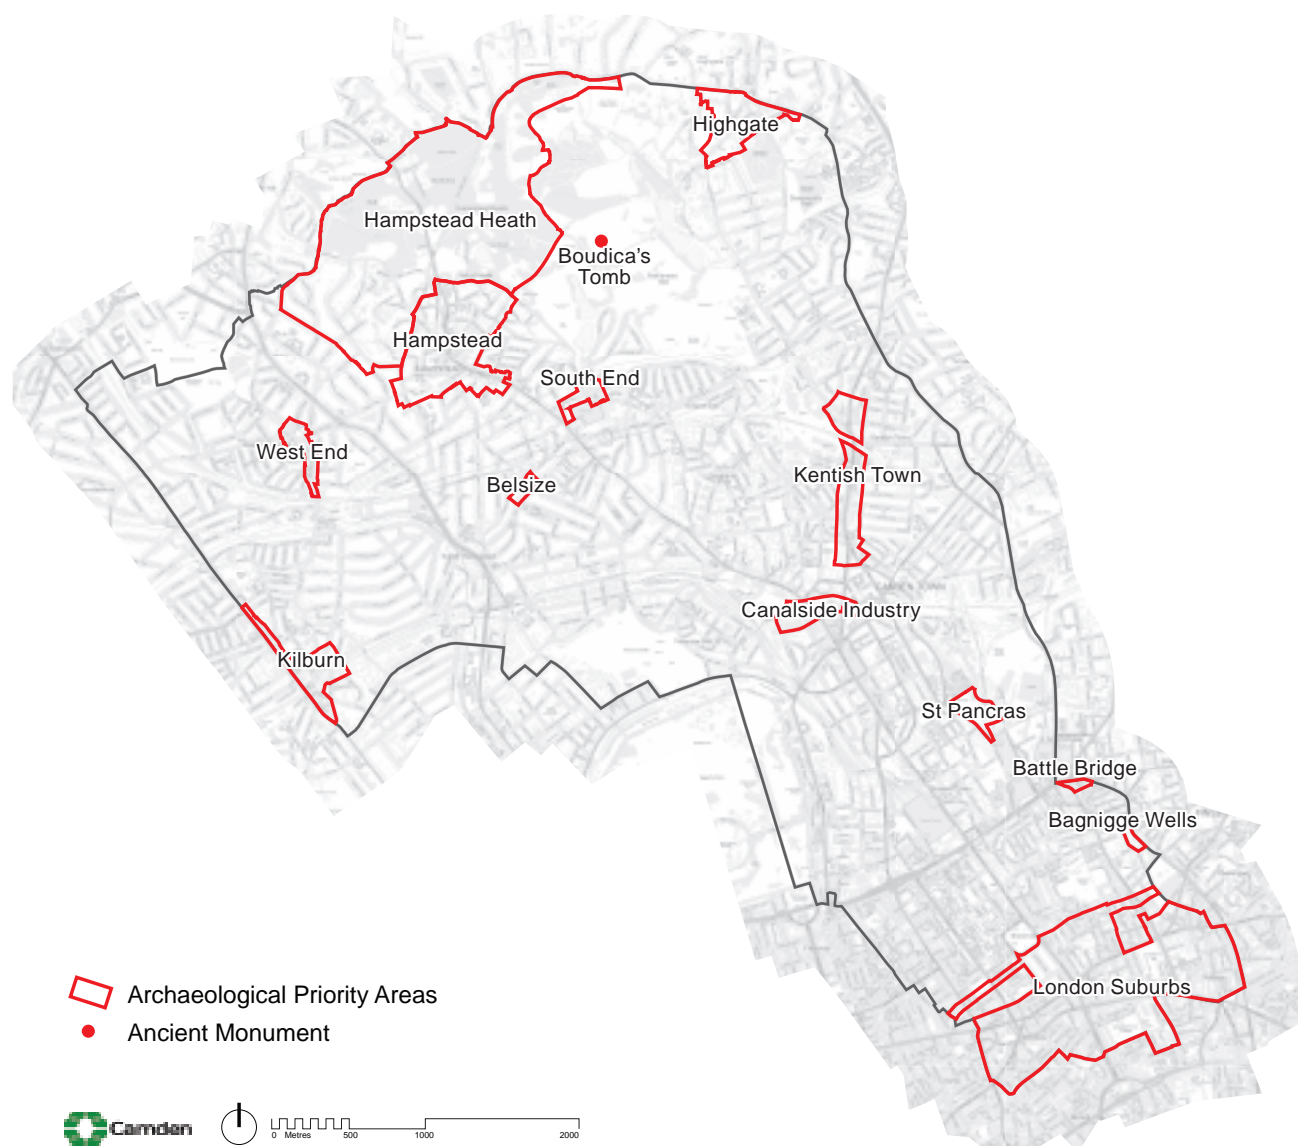 Highgate
Hampstead Heath
Boudica's
Tomb
Hampstead
South End
West End
Belsize
Kentish Town
Canalside Industry
Kilburn
St Pancras
Battle Bridge
Bagnigge Wells
London Suburbs
Archaeological Priority Areas
Ancient Monument
Camden
0 Metres 500 1000 2000